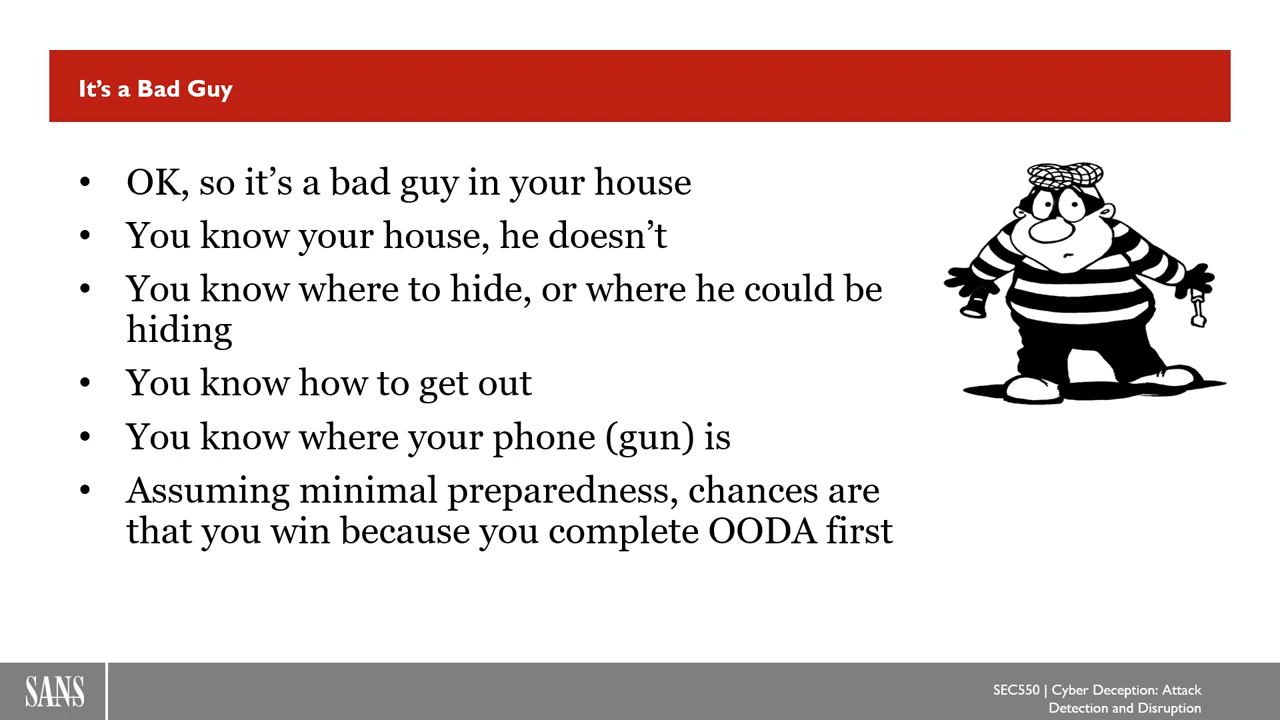 It’s a Bad Guy
• OK, so it’s a bad guy in your house
• You know your house, he doesn’t
• You know where to hide, or where he could be
hiding
• You know how to get out
• You know where your phone (gun) is
• Assuming minimal preparedness, chances are
that you win because you complete OODA first
SANS
SEC550 | Cyber Deception: Attack
Detection and Disruption